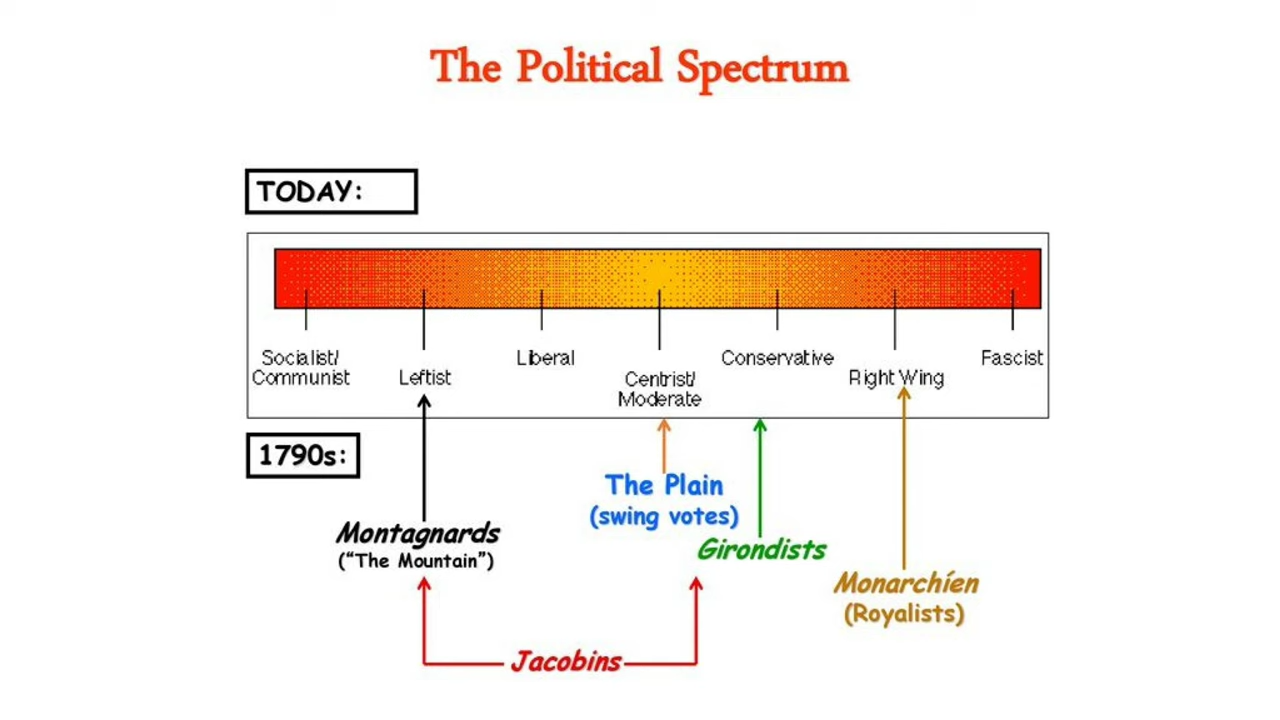 The Political Spectrum
TODAY:
Socialist/
Communist
Leftist
Liberal
Centrist/
Moderate
Conservative
Right Wing
Fascist
1790s:
The Plain
(swing votes)
Montagnards
(“The Mountain”)
Girondists
Monarchíen
(Royalists)
Jacobins